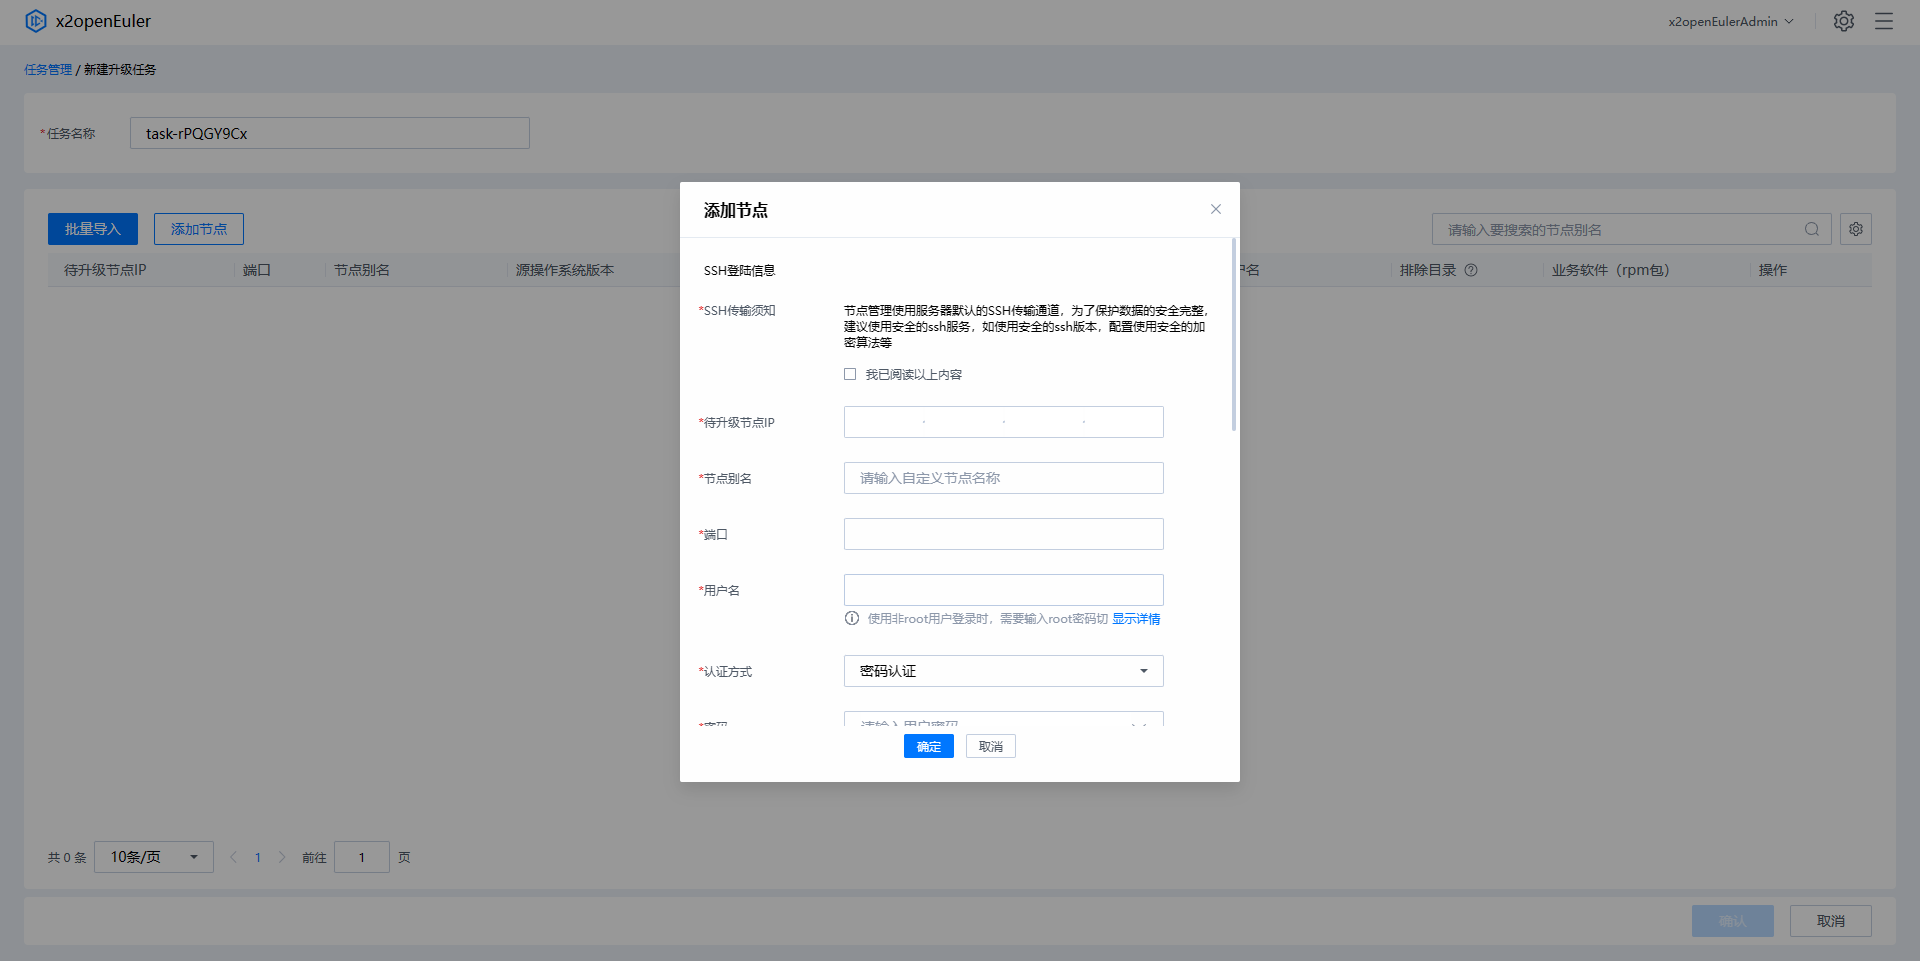 x2openEuler
x2openEulerAdmin
任务管理 / 新建升级任务
*任务名称
task-rPQGY9Cx
批量导入
添加节点
请输入要搜索的节点别名
待升级节点IP
端口
节点别名
源操作系统版本
户名
排除目录
业务软件（rpm包）
操作
添加节点
SSH登陆信息
*SSH传输须知
节点管理使用服务器默认的SSH传输通道，为了保护数据的安全完整，
建议使用安全的ssh服务，如使用安全的ssh版本，配置使用安全的加
密算法等
我已阅读以上内容
*待升级节点IP
*节点别名
请输入自定义节点名称
*端口
*用户名
使用非root用户登录时，需要输入root密码切 显示详情
*认证方式
密码认证
*密码
请输入用户密码
确定
取消
共 0 条
10条/页
1
前往
1
页
确认
取消